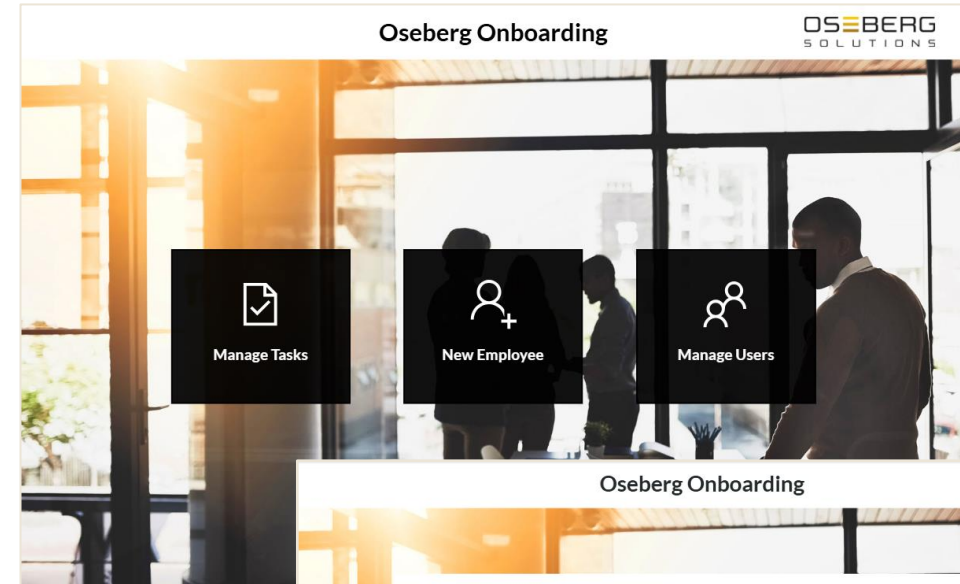 Oseberg Onboarding
OSEBERG
SOLUTIONS
Manage Tasks
New Employee
Manage Users
Oseberg Onboarding